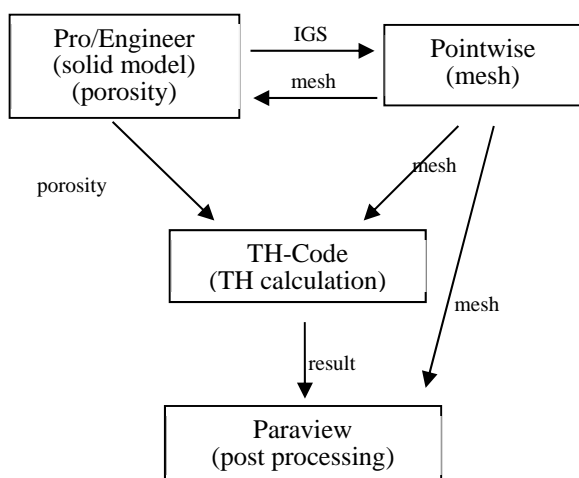 Pro/Engineer
(solid model)
(porosity)
IGS
mesh
Pointwise
(mesh)
porosity
mesh
TH-Code
(TH calculation)
mesh
result
Paraview
(post processing)